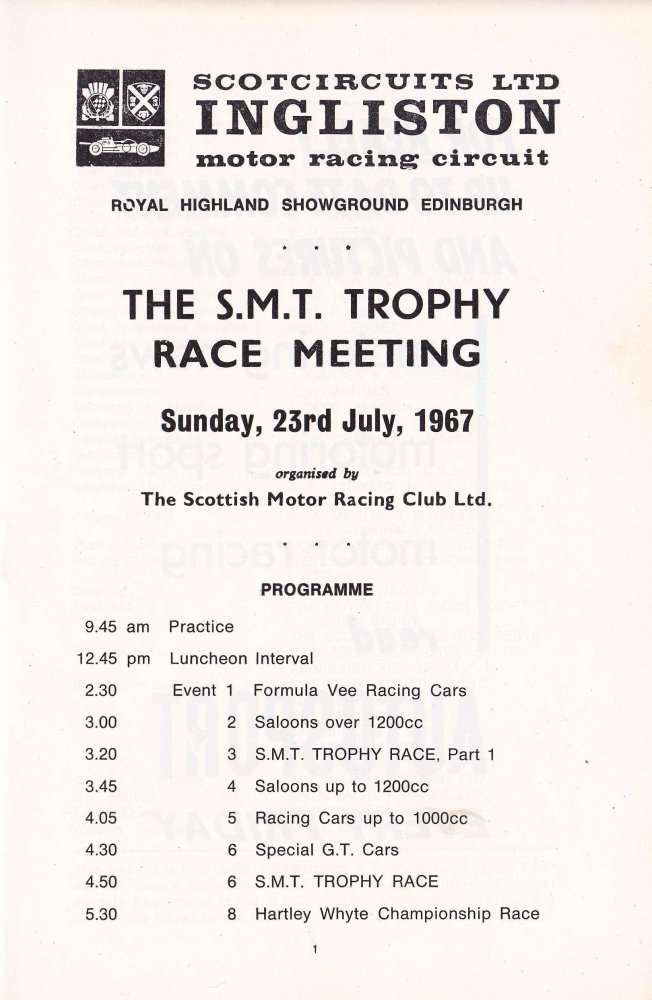 SCOTCIRCUITS LTD
INGLISTON
motor racing circuit
ROYAL HIGHLAND SHOWGROUND EDINBURGH
. . .
THE S.M.T. TROPHY
RACE MEETING
Sunday, 23rd July, 1967
organised by
The Scottish Motor Racing Club Ltd.
. . .
PROGRAMME
9.45 am Practice
12.45 pm Luncheon Interval
2.30 Event 1 Formula Vee Racing Cars
3.00 2 Saloons over 1200cc
3.20 3 S.M.T. TROPHY RACE, Part 1
3.45 4 Saloons up to 1200cc
4.05 5 Racing Cars up to 1000cc
4.30 6 Special G.T. Cars
4.50 6 S.M.T. TROPHY RACE
5.30 8 Hartley Whyte Championship Race
1